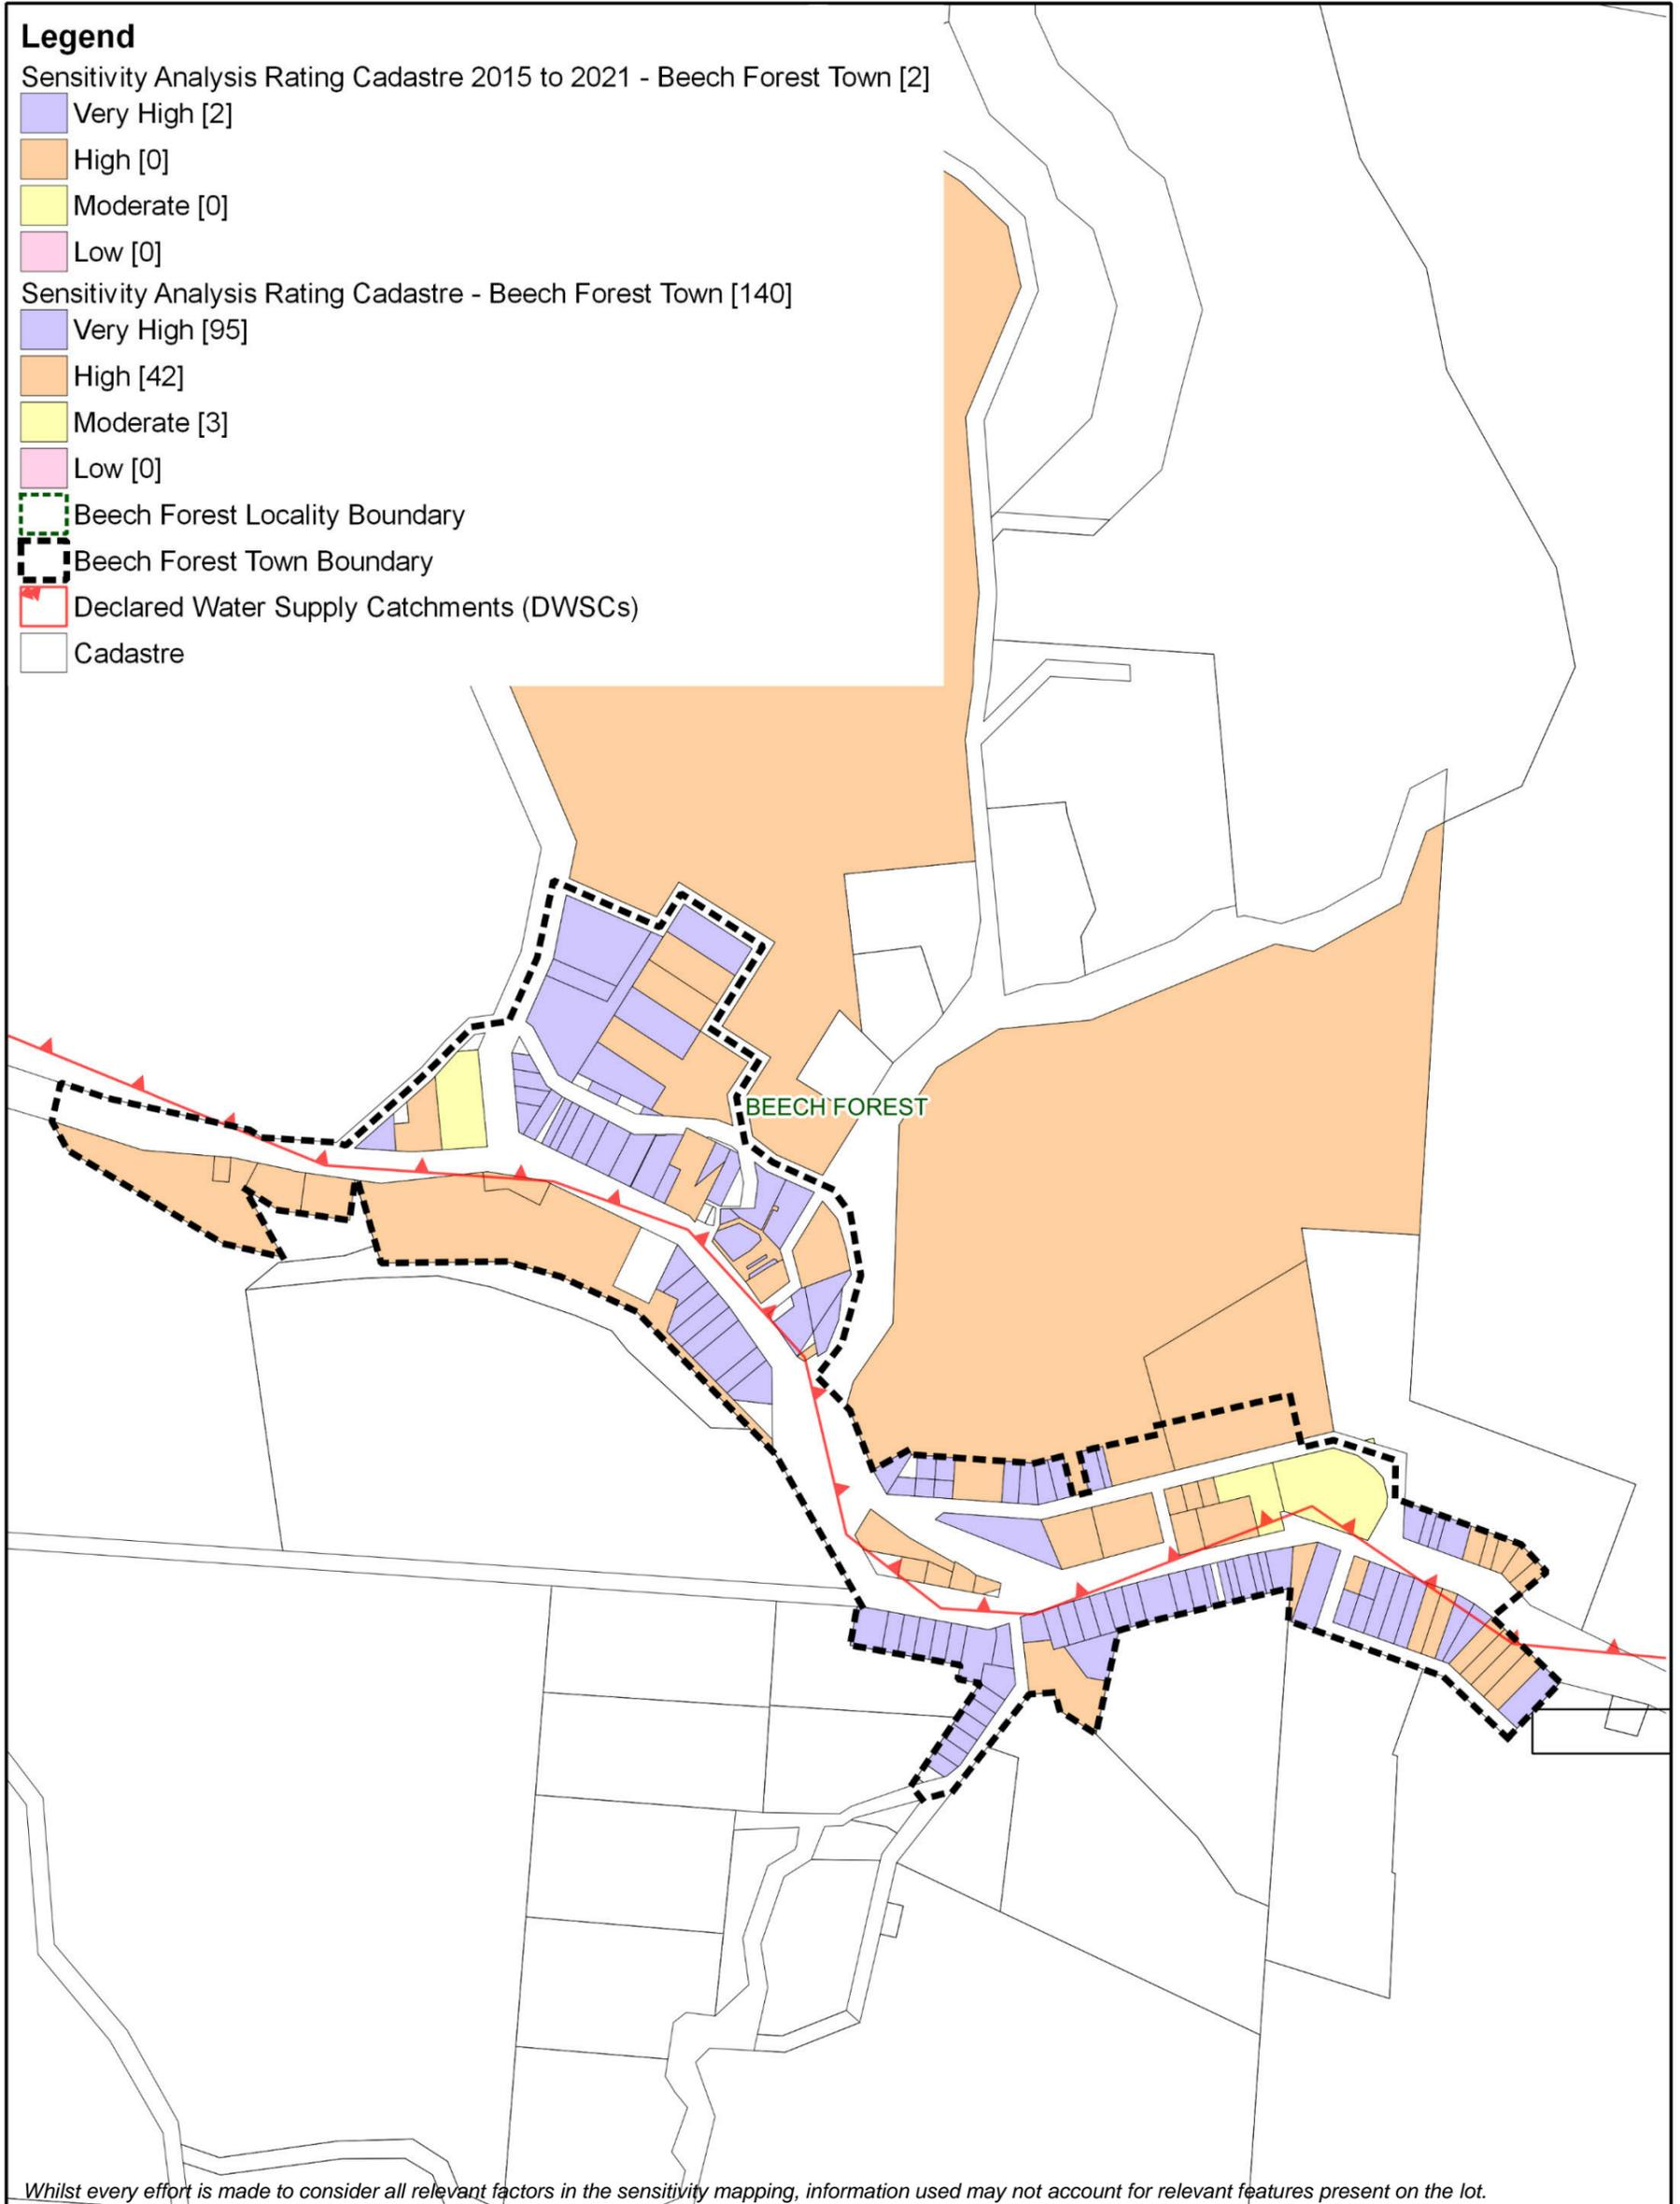 Legend
Sensitivity Analysis Rating Cadastre 2015 to 2021 - Beech Forest Town [2]
Very High [2]
High [0]
Moderate [0]
Low [0]
Sensitivity Analysis Rating Cadastre - Beech Forest Town [140]
Very High [95]
High [42]
Moderate [3]
Low [0]
Beech Forest Locality Boundary
Beech Forest Town Boundary
Declared Water Supply Catchments (DWSCs)
Cadastre
BEECH FOREST
Whilst every effort is made to consider all relevant factors in the sensitivity mapping, information used may not account for relevant features present on the lot.